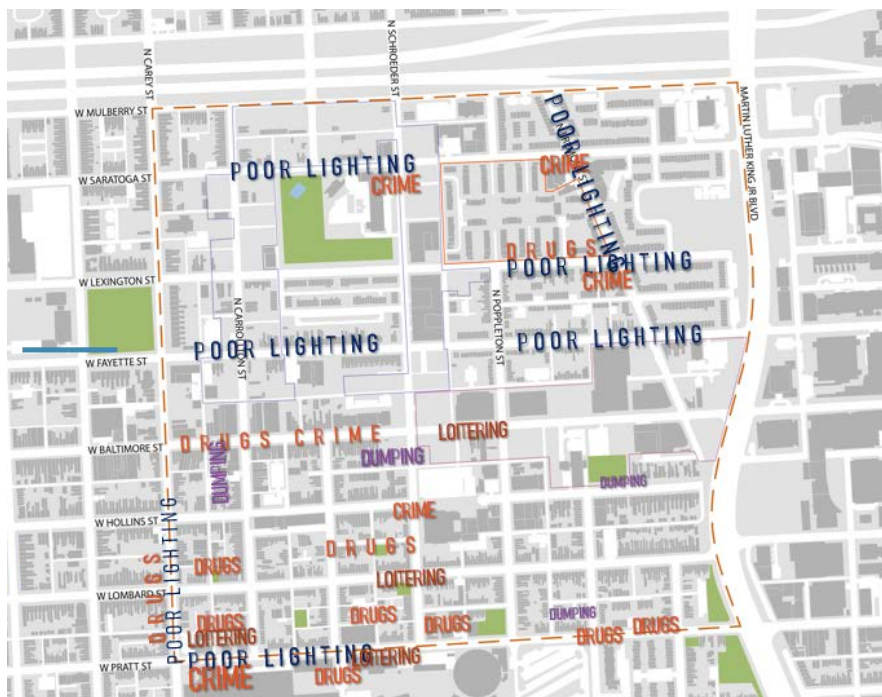 N CAREY ST
N SCHROEDER ST
W MULBERRY ST
MARTIN LUTHER KING JR BLVD
POOR LIGHTING
POOR LIGHTING
CRIME
W SARATOGA ST
CRIME
DRUGS
POOR LIGHTING
W LEXINGTON ST
CRIME
N CARROLLTON ST
N POPPLETON ST
POOR LIGHTING
POOR LIGHTING
W FAYETTE ST
DRUGS CRIME
LOITERING
W BALTIMORE ST
DUMPING
DUMPING
DUMPING
CRIME
W HOLLINS ST
POOR LIGHTING
DRUGS
DRUGS
DRUGS
LOITERING
W LOMBARD ST
DRUGS
DRUGS
DRUGS
DUMPING
DRUGS
DRUGS
LOITERING
POOR LIGHTING
LOITERING
W PRATT ST
CRIME
DRUGS